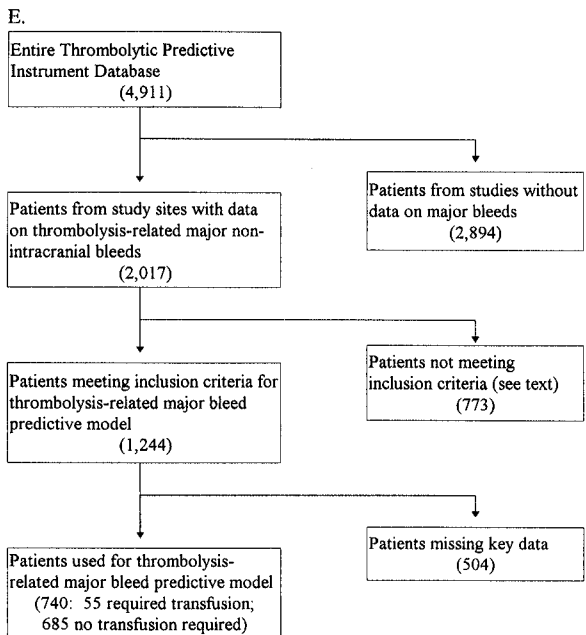 E.
Entire Thrombolytic Predictive
Instrument Database
(4,911)
Patients from study sites with data
on thrombolysis-related major non-
intracranial bleeds
(2,017)
Patients from studies without
data on major bleeds
(2,894)
Patients meeting inclusion criteria for
thrombolysis-related major bleed
predictive model
(1,244)
Patients not meeting
inclusion criteria (see text)
(773)
Patients used for thrombolysis-
related major bleed predictive model
(740: 55 required transfusion;
685 no transfusion required)
Patients missing key data
(504)